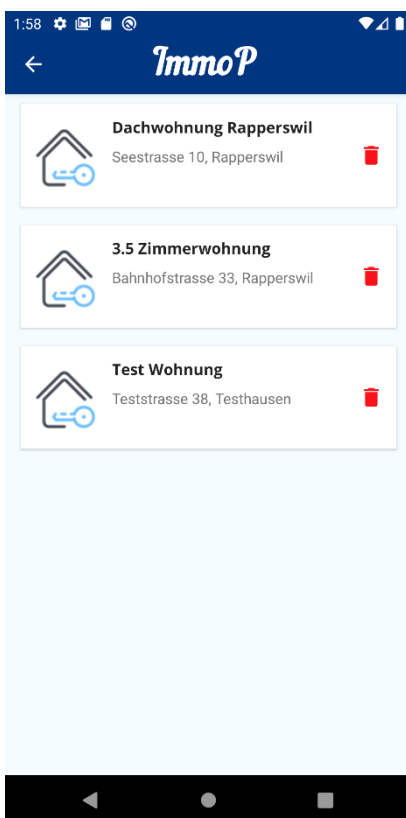 1:58
ImmoP
Dachwohnung Rapperswil
Seestrasse 10, Rapperswil
3.5 Zimmerwohnung
Bahnhofstrasse 33, Rapperswil
Test Wohnung
Teststrasse 38, Testhausen